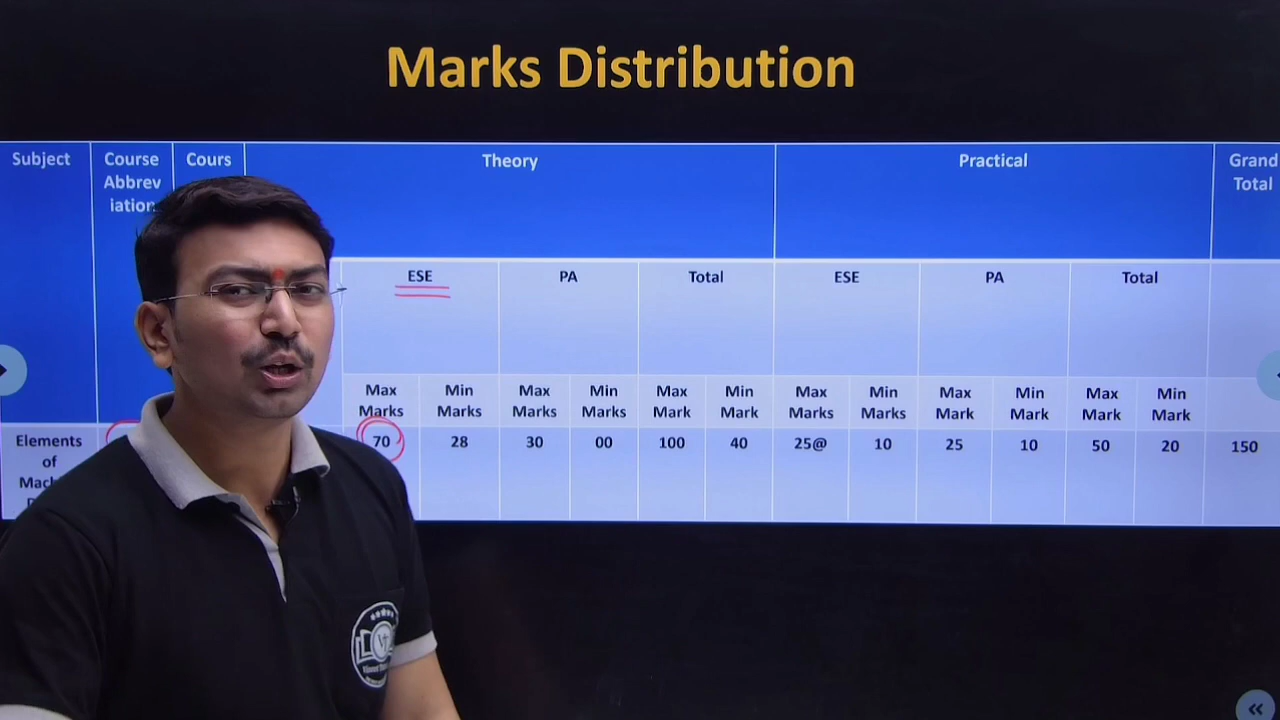 Marks Distribution
Subject
Course
Abbrev
iation
Cours
Theory
Practical
Grand
Total
ESE
PA
Total
ESE
PA
Total
Max
Marks
Min
Marks
Max
Marks
Min
Marks
Max
Mark
Min
Mark
Max
Marks
Min
Marks
Max
Mark
Min
Mark
Max
Mark
Min
Mark
Elements
of
70
28
30
00
100
40
25@
10
25
10
50
20
150